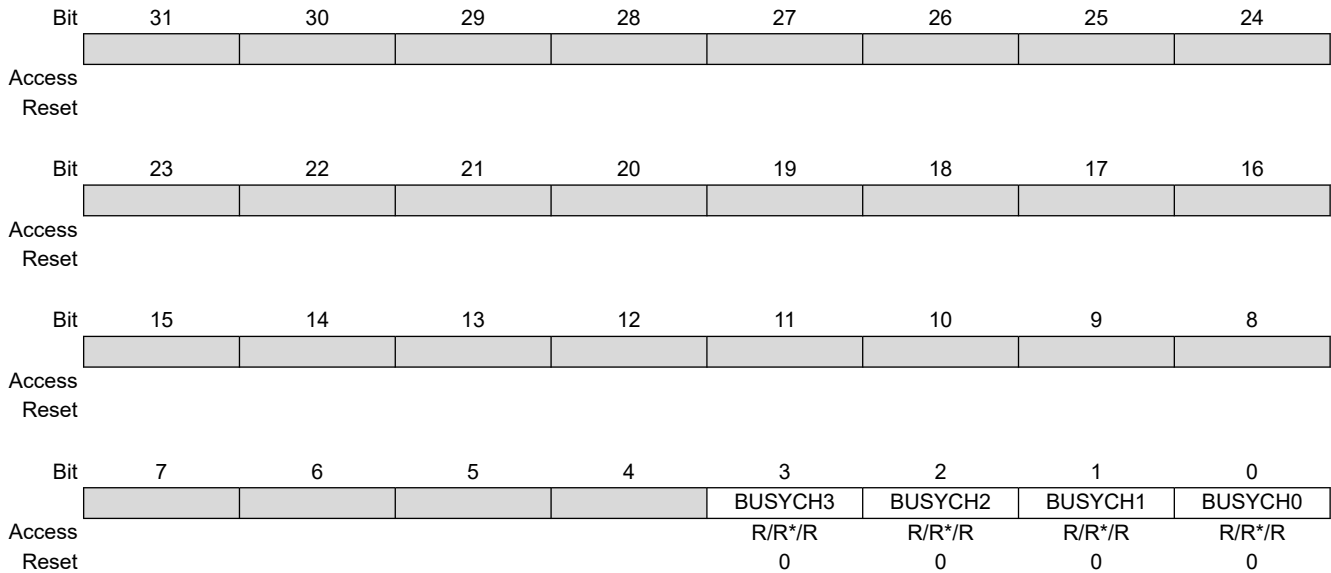 Bit 31 30 29 28 27 26 25 24
Access
Reset
Bit 23 22 21 20 19 18 17 16
Access
Reset
Bit 15 14 13 12 11 10 9 8
Access
Reset
Bit 7 6 5 4 3 2 1 0
BUSYCH3 BUSYCH2 BUSYCH1 BUSYCH0
Access R/R*/R R/R*/R R/R*/R R/R*/R
Reset 0 0 0 0